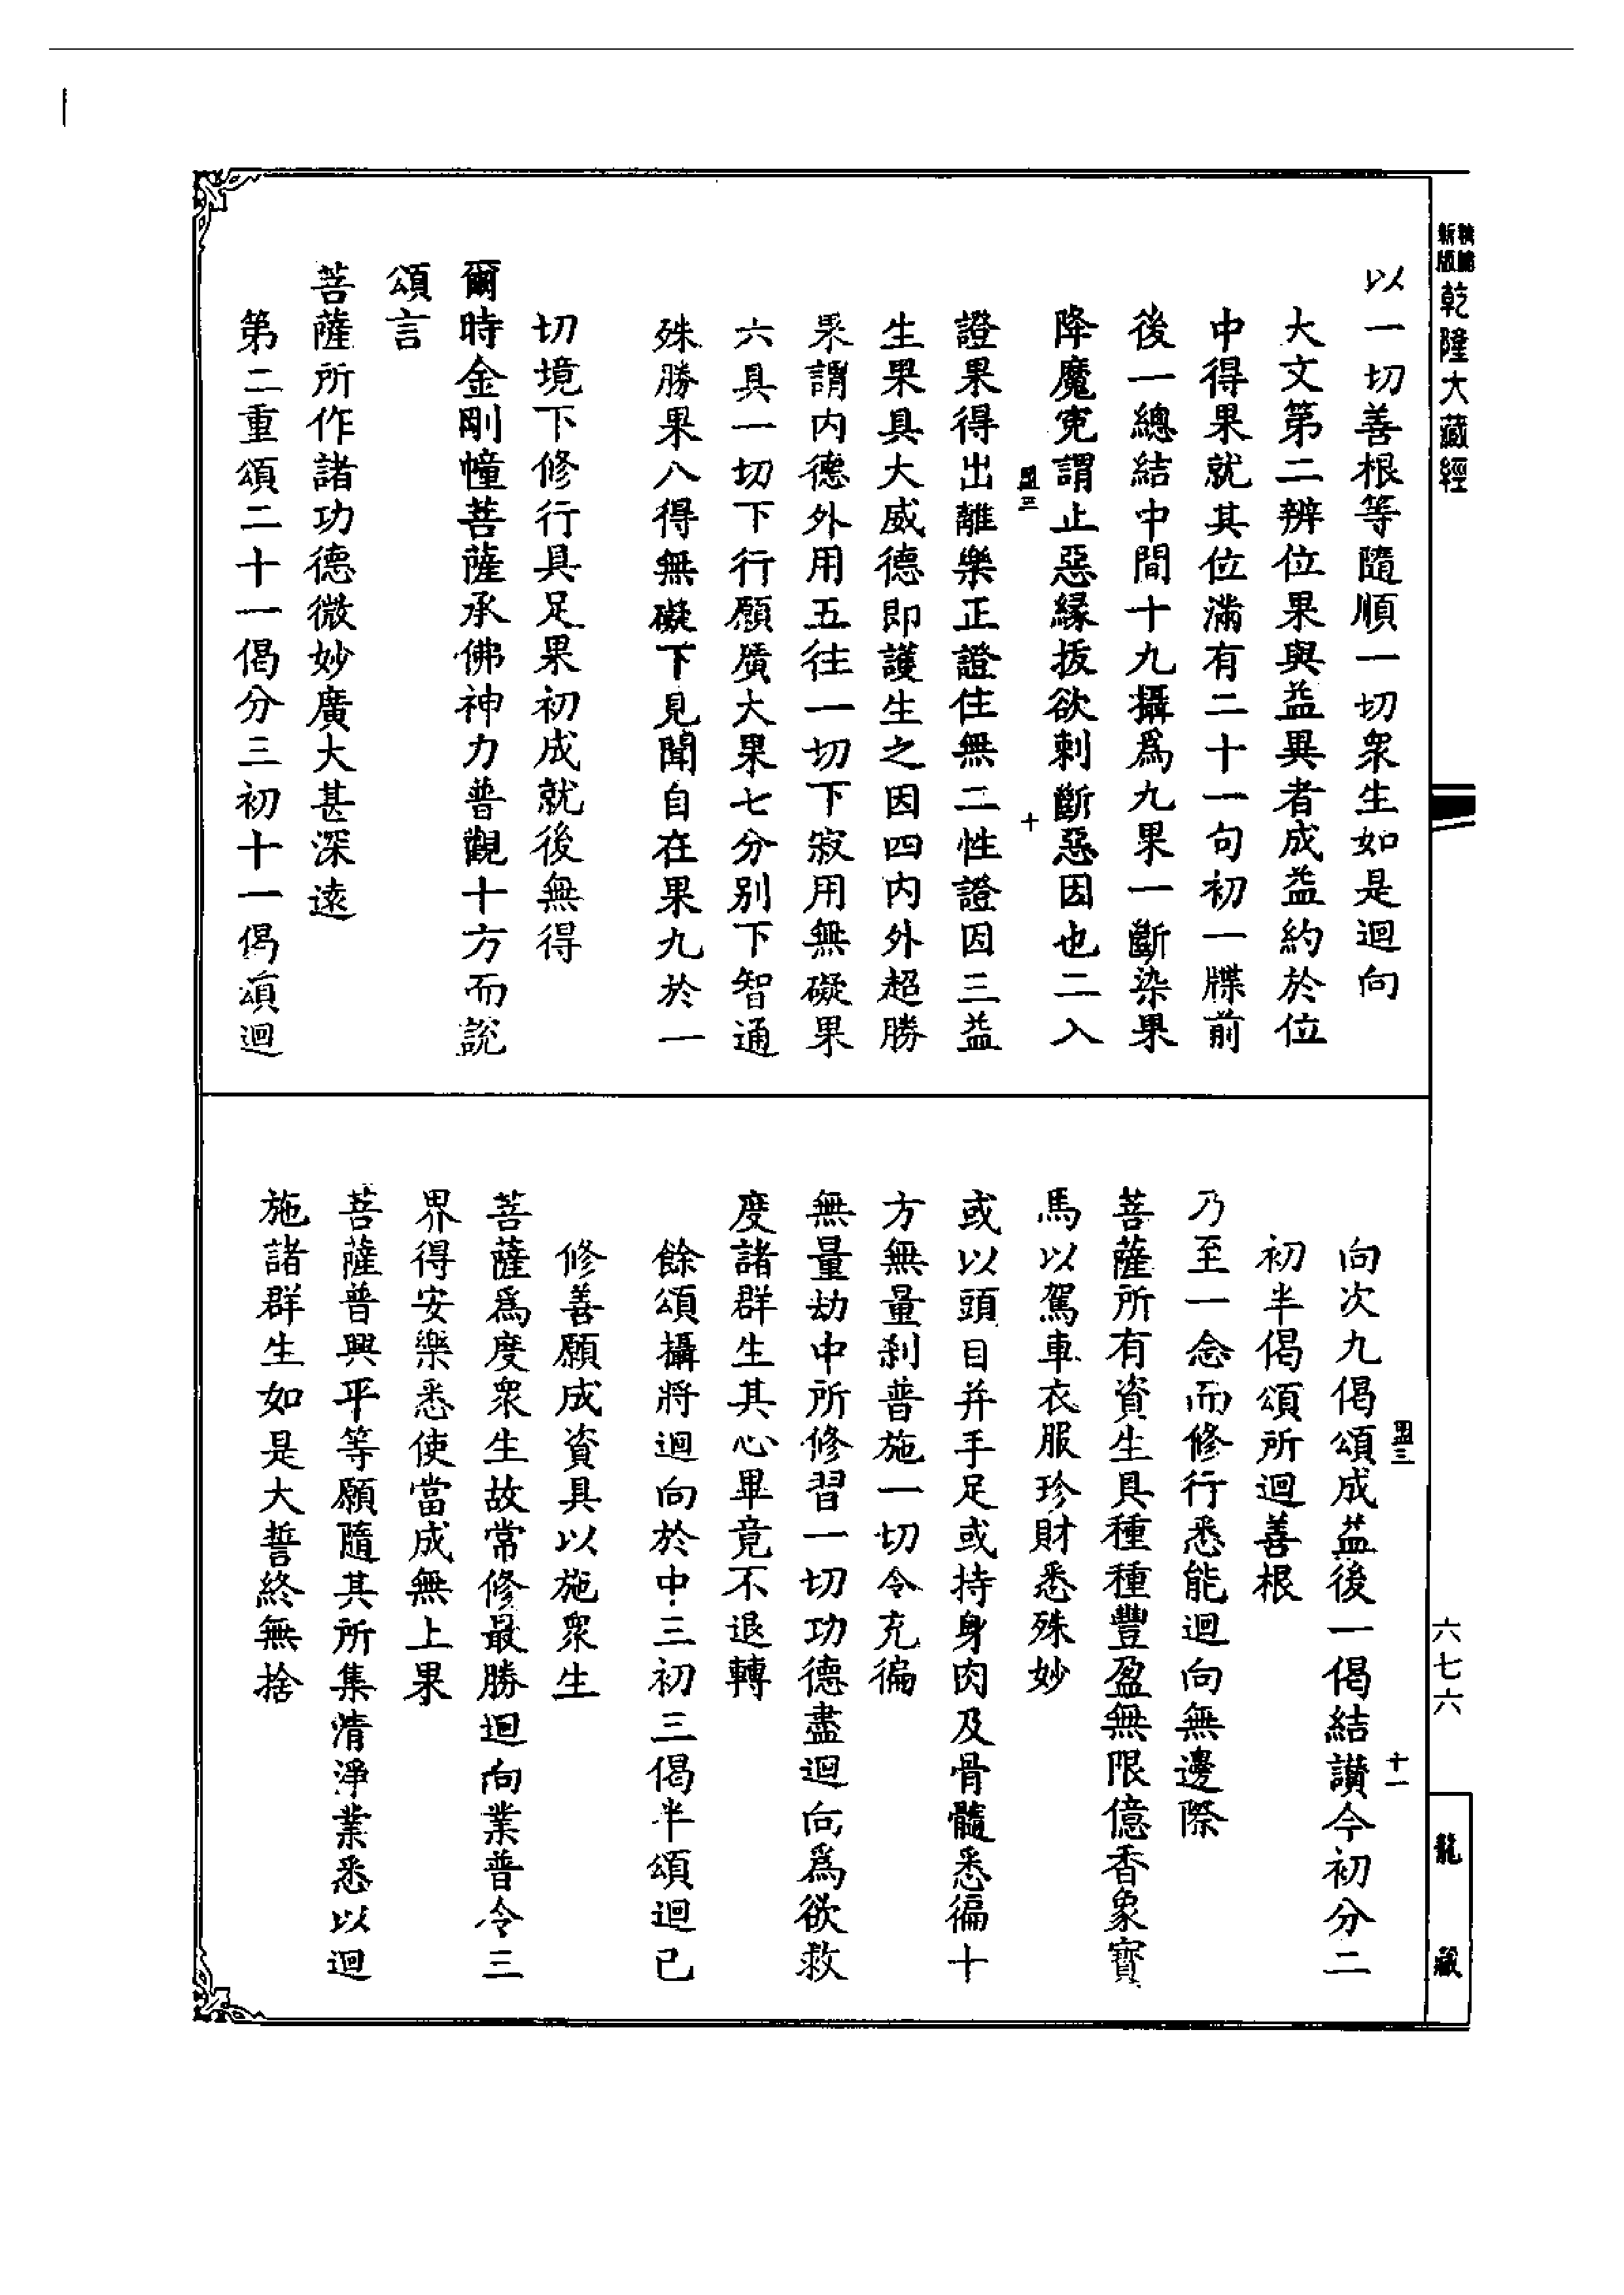 新版
乾隆大藏經
以一切善根等隨順一切衆生如是迴向
大文第二辨位果與益異者成益約於位
中得果就其位滿有二十一句初一牒前
後一總結中間十九攝爲九果一斷染果
降魔寃謂止惡緣拔欲刺斷惡因也二入
盟三
十
證果得出離樂正證住無二性證因三益
生果具大威德即護生之因四内外超勝
果謂内德外用五往一切下寂用無礙果
六具一切下行願廣大果七分別下智通
殊勝果八得無礙下見聞自在果九於一
切境下修行具足果初成就後無得
爾時金剛幢菩薩承佛神力普觀十方而說
頌言
菩薩所作諸功德微妙廣大甚深遠
第二重頌二十一偈分三初十一偈頌迴
盟三
十一
向次九偈頌成益後一偈結讃今初分二
初半偈頌所迴善根
乃至一念而修行悉能迴向無邊際
菩薩所有資生具種種豐盈無限億香象寶
馬以駕車衣服珍財悉殊妙
或以頭目并手足或持身肉及骨髓悉徧十
方無量刹普施一切令充徧
無量劫中所修習一切功德盡迴向爲欲救
度諸群生其心畢竟不退轉
餘頌攝將迴向於中三初三偈半頌迴已
修善願成資具以施衆生
菩薩爲度衆生故常修最勝迴向業普令三
界得安樂悉使當成無上果
菩薩普興平等願隨其所集清淨業悉以迴
施諸群生如是大誓終無捨
六七六
龍藏